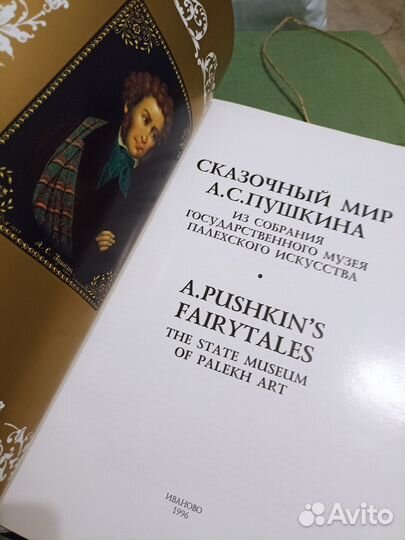 А. С. Пушк
СКАЗОЧНЫЙ МИР
А.С.ПУШКИНА
ИЗ СОБРАНИЯ
ГОСУДАРСТВЕННОГО МУЗЕЯ
ПАЛЕХСКОГО ИСКУССТВА
•
A.PUSHKIN'S
FAIRYTALES
THE STATE MUSEUM
OF PALEKH ART
ИВАНОВО
1996
Avito